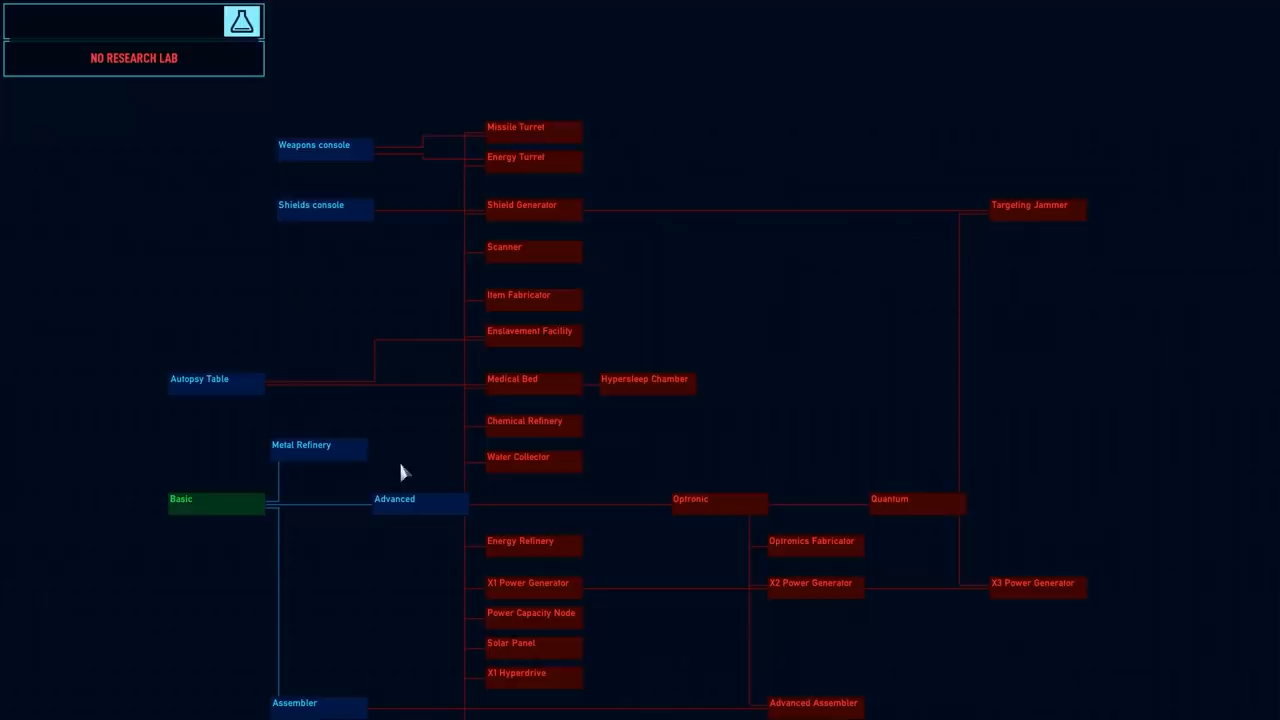 NO RESEARCH LAB
Missile Turret
Weapons console
Energy Turret
Shields console
Shield Generator
Targeting Jammer
Scanner
Item Fabricator
Enslavement Facility
Autopsy Table
Medical Bed
Hypersleep Chamber
Chemical Refinery
Metal Refinery
Water Collector
Basic
Advanced
Optronic
Quantum
Energy Refinery
Optronics Fabricator
X1 Power Generator
X2 Power Generator
X3 Power Generator
Power Capacity Node
Solar Panel
X1 Hyperdrive
Assembler
Advanced Assembler